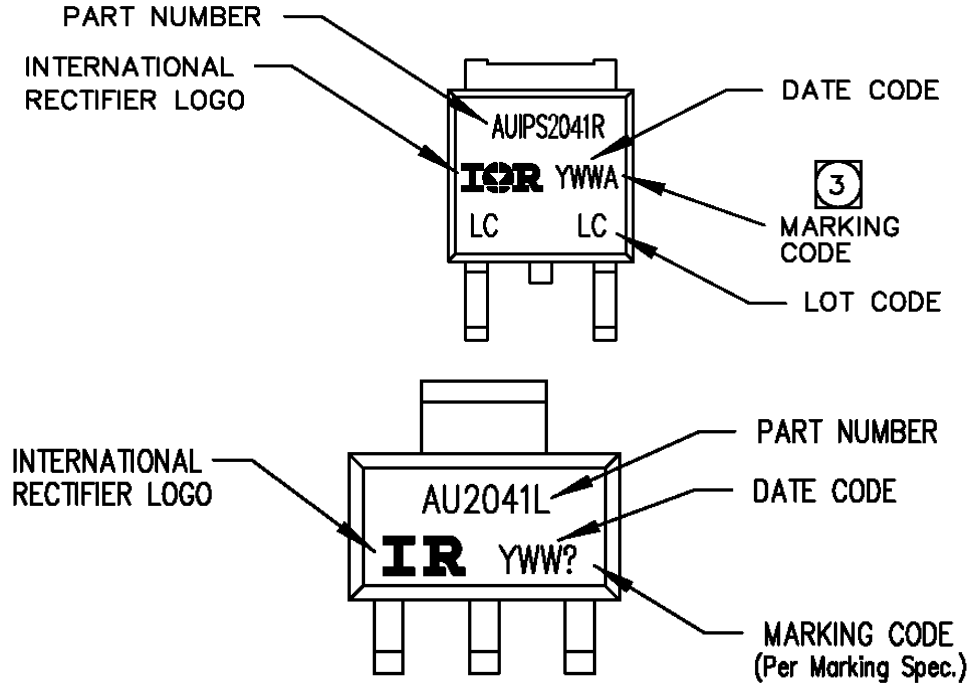 PART NUMBER
INTERNATIONAL
RECTIFIER LOGO
DATE CODE
AUIPS2041R
IOR YWWA
3
MARKING
CODE
LC LC
LOT CODE
PART NUMBER
INTERNATIONAL
RECTIFIER LOGO
DATE CODE
AU2041L
IR YWW?
MARKING CODE
(Per Marking Spec.)